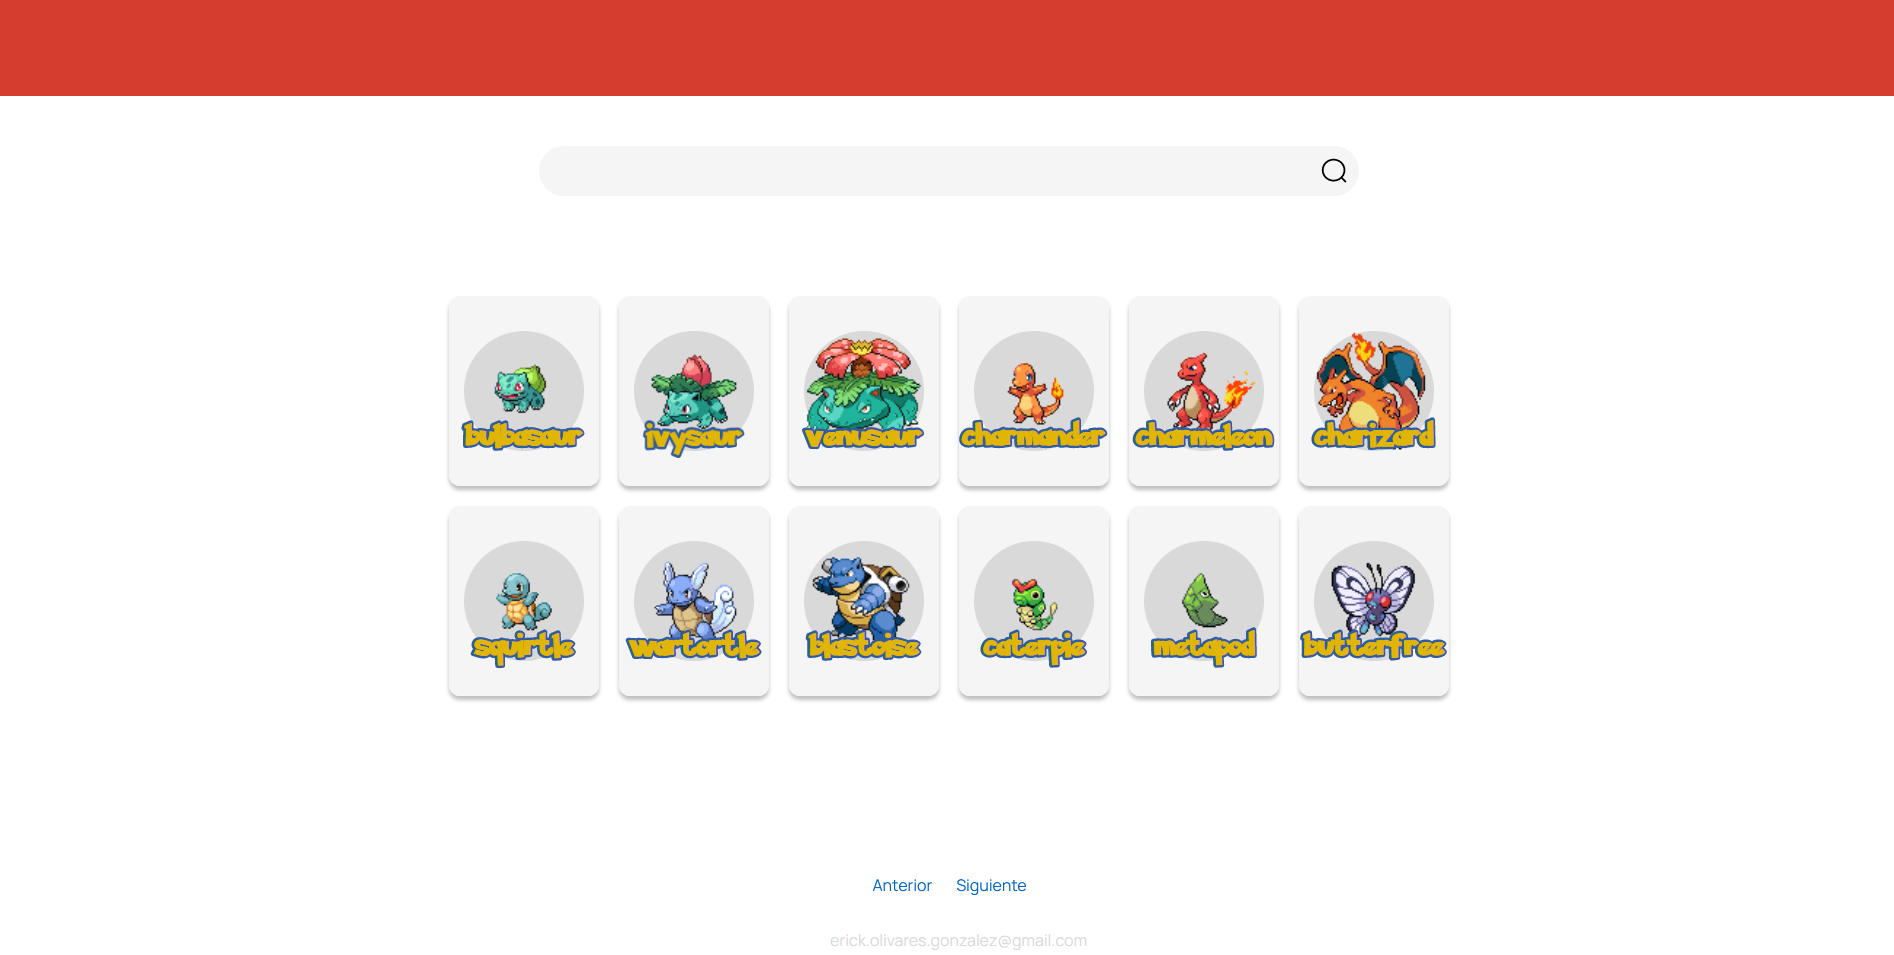 bulbasaur ivysaur venusaur charmander charmeleon charizard
squirtle wartortle blastoise caterpie metapod butterfree
Anterior Siguiente
erick.olivares.gonzalez@gmail.com